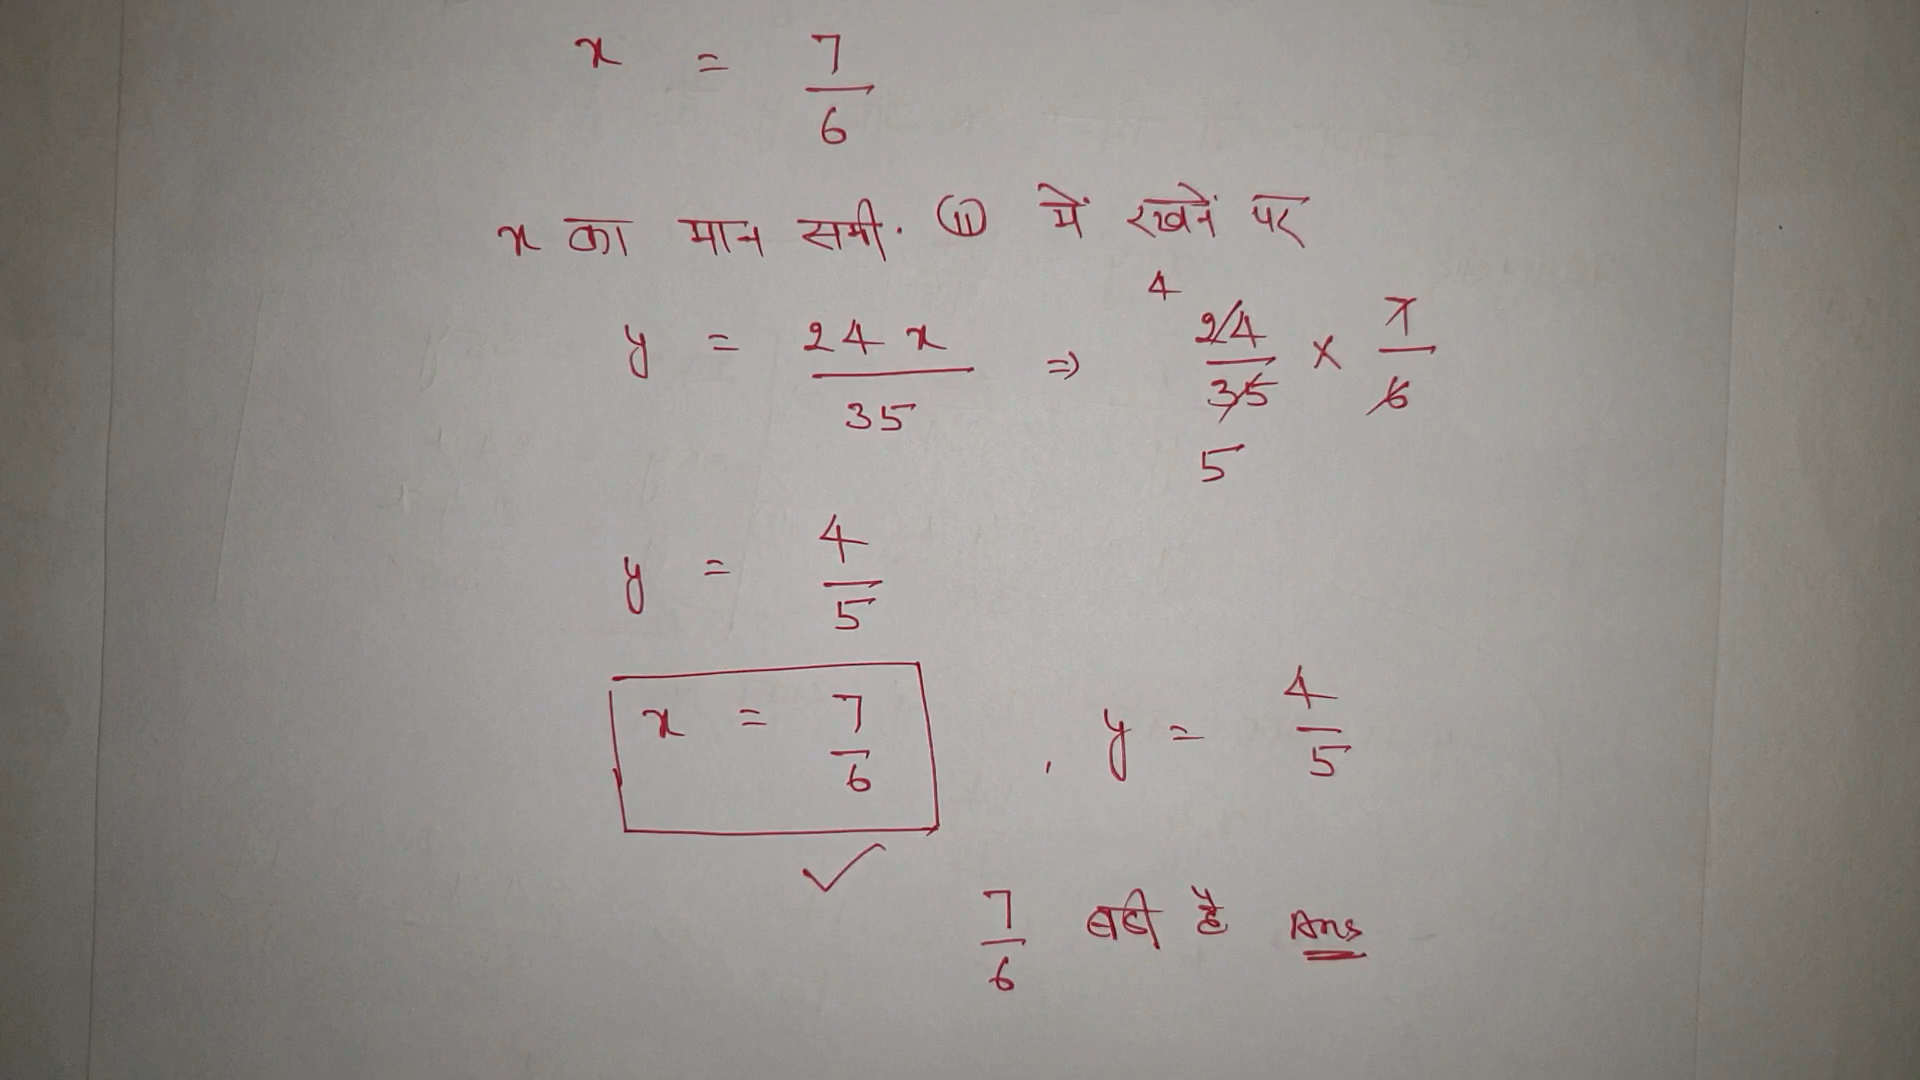 x = 7/6
x का मान समी. (ii) में रखनें पर
y = 24x/35 ⇒ 24/35 × 7/6
4
5
y = 4/5
x = 7/6 , y = 4/5
✓
7/6 बडी है Ans